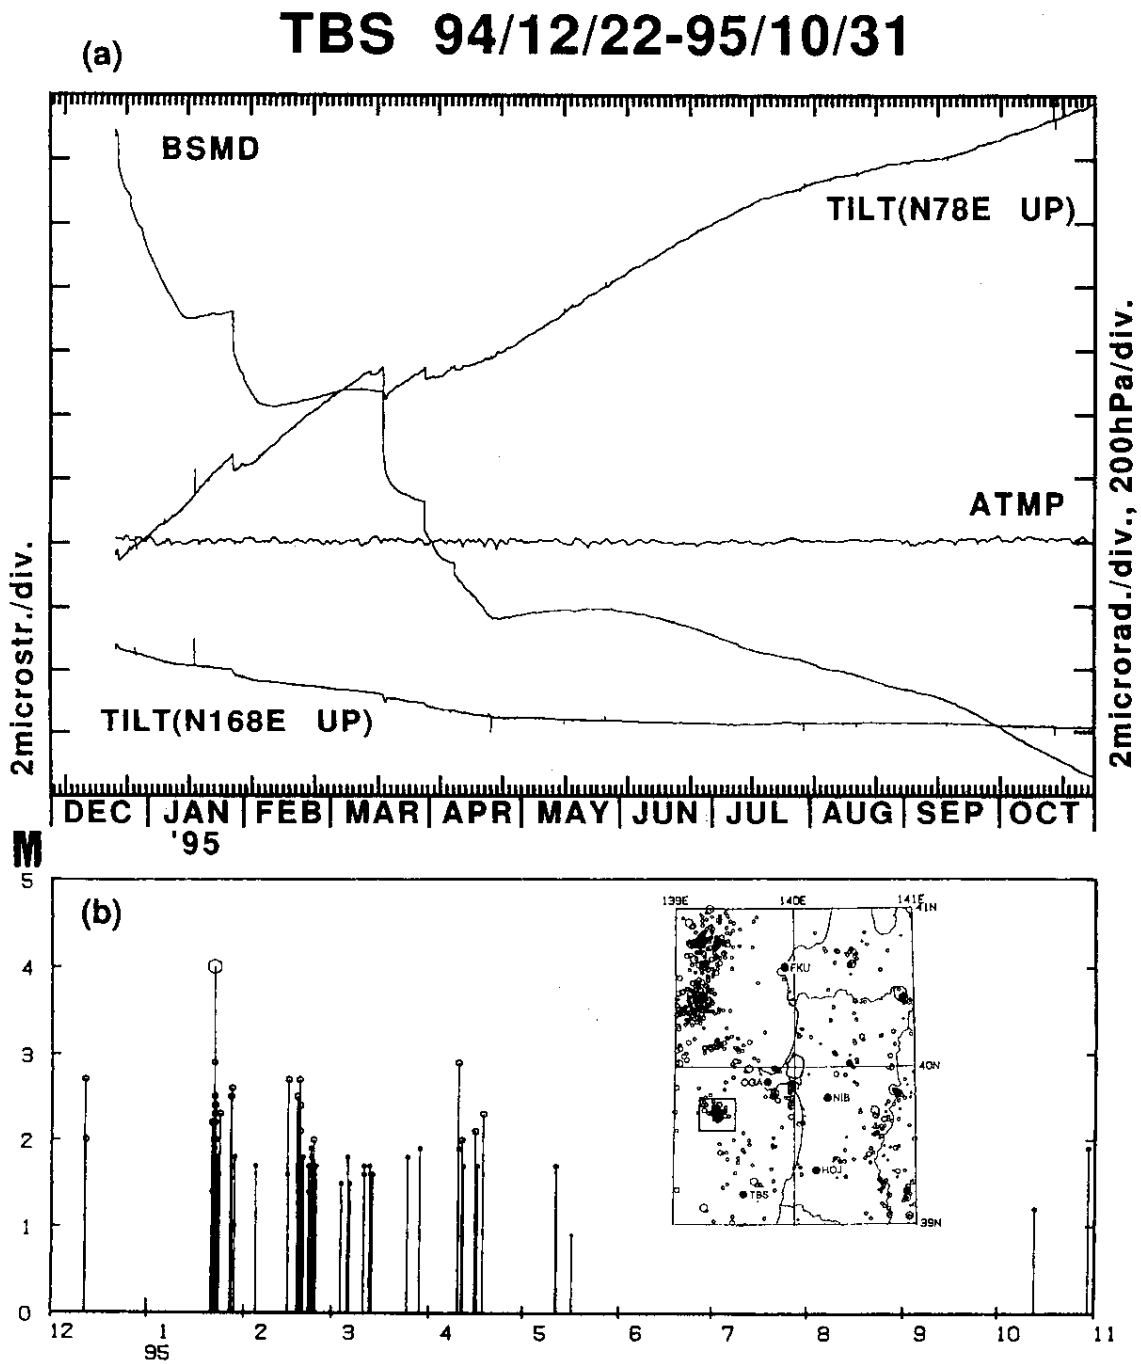 TBS 94/12/22-95/10/31
(a)
BSMD
TILT(N78E UP)
ATMP
TILT(N168E UP)
2microstr./div.
2microrad./div., 200hPa/div.
DEC JAN FEB MAR APR MAY JUN JUL AUG SEP OCT
'95
M
(b)
5
4
3
2
1
0
139E 140E 141E
41N
FKU
40N
OGA
NIB
HOJ
TBS
39N
12 1 2 3 4 5 6 7 8 9 10 11
95